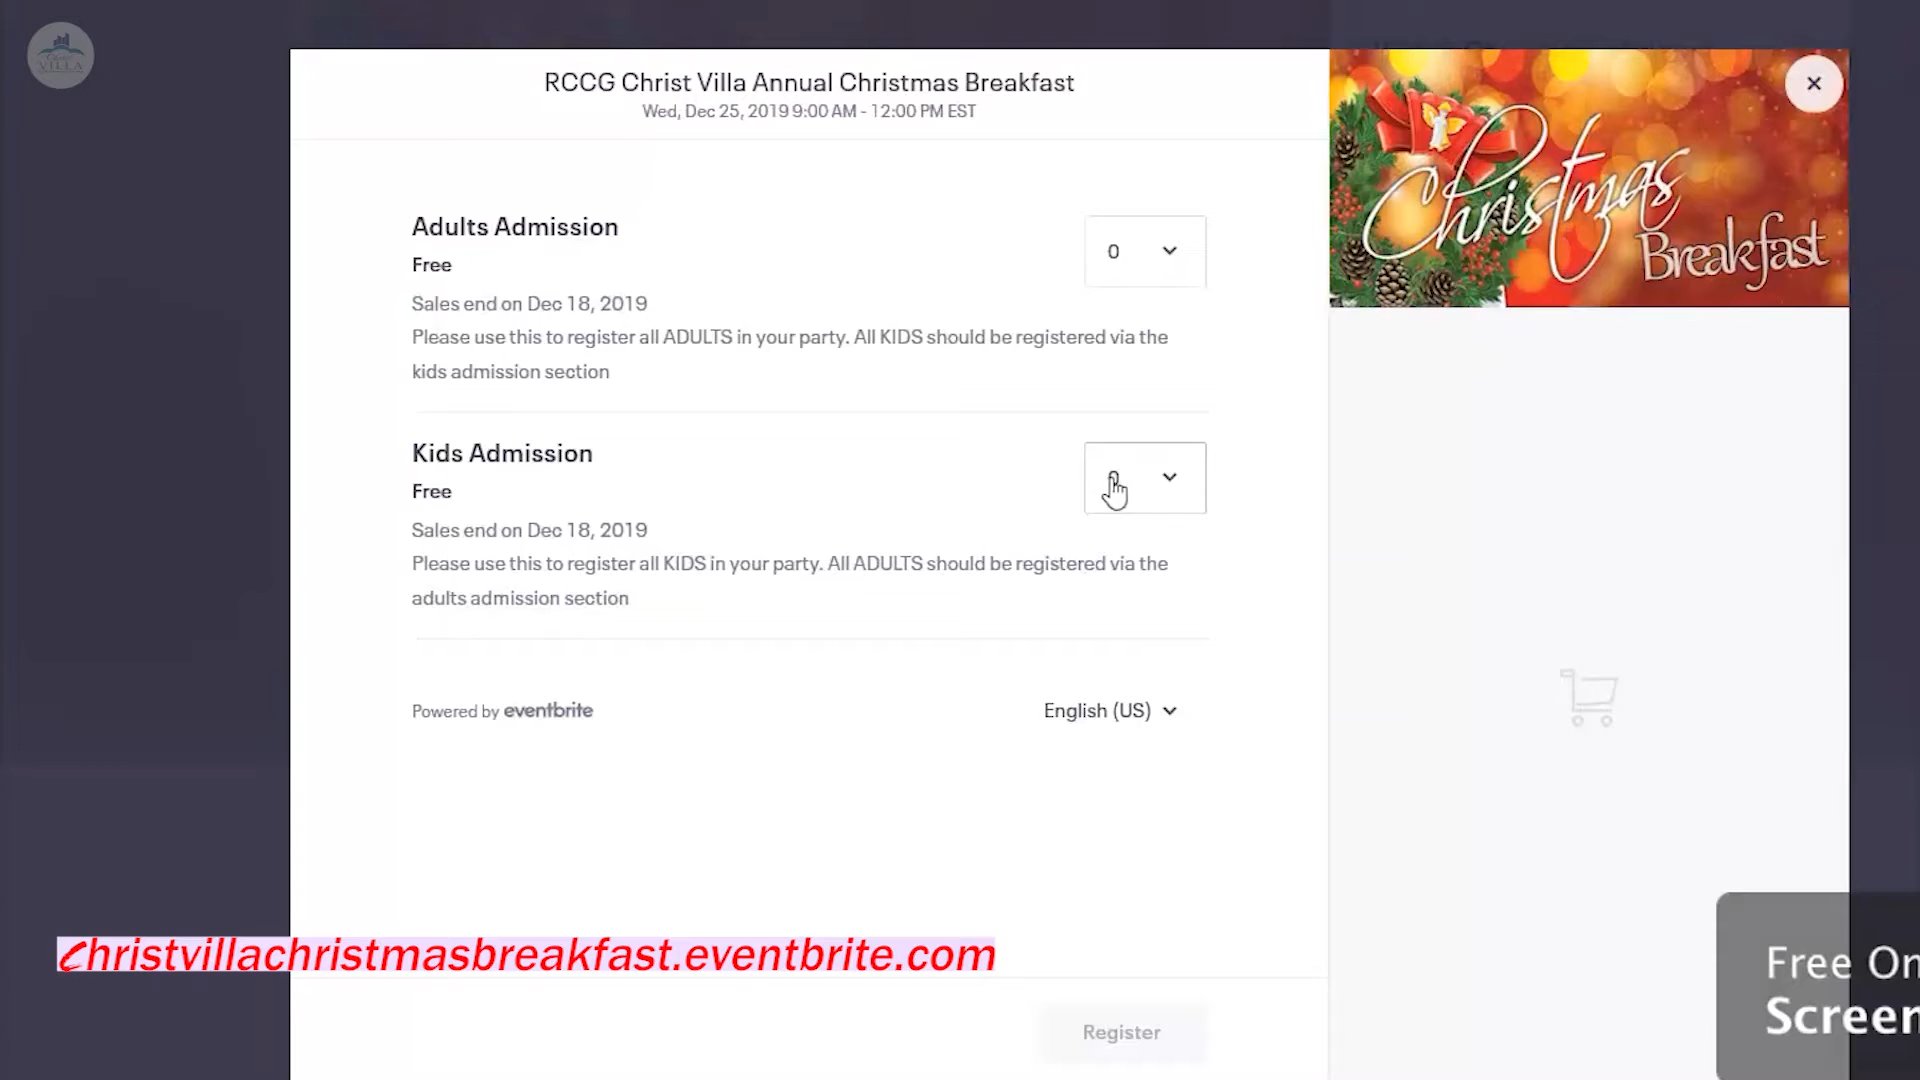 VILLA
RCCG Christ Villa Annual Christmas Breakfast
Wed, Dec 25, 2019 9:00 AM - 12:00 PM EST
Christmas
Breakfast
Adults Admission
0
Free
Sales end on Dec 18, 2019
Please use this to register all ADULTS in your party. All KIDS should be registered via the
kids admission section
Kids Admission
Free
Sales end on Dec 18, 2019
Please use this to register all KIDS in your party. All ADULTS should be registered via the
adults admission section
Powered by eventbrite
English (US)
Christvillachristmasbreakfast.eventbrite.com
Register
Free On
Screen